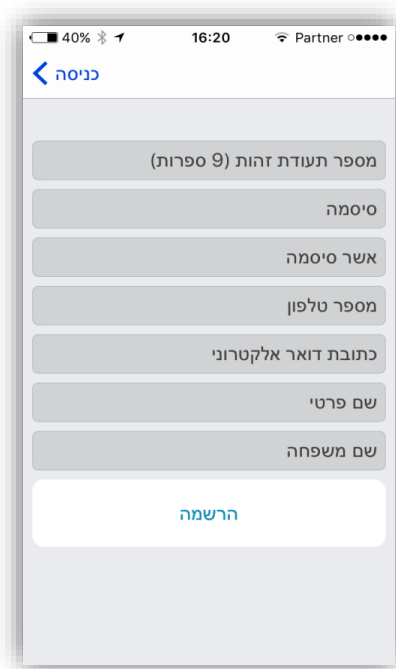 40% 16:20 Partner
כניסה
מספר תעודת זהות (9 ספרות)
סיסמה
אשר סיסמה
מספר טלפון
כתובת דואר אלקטרוני
שם פרטי
שם משפחה
הרשמה